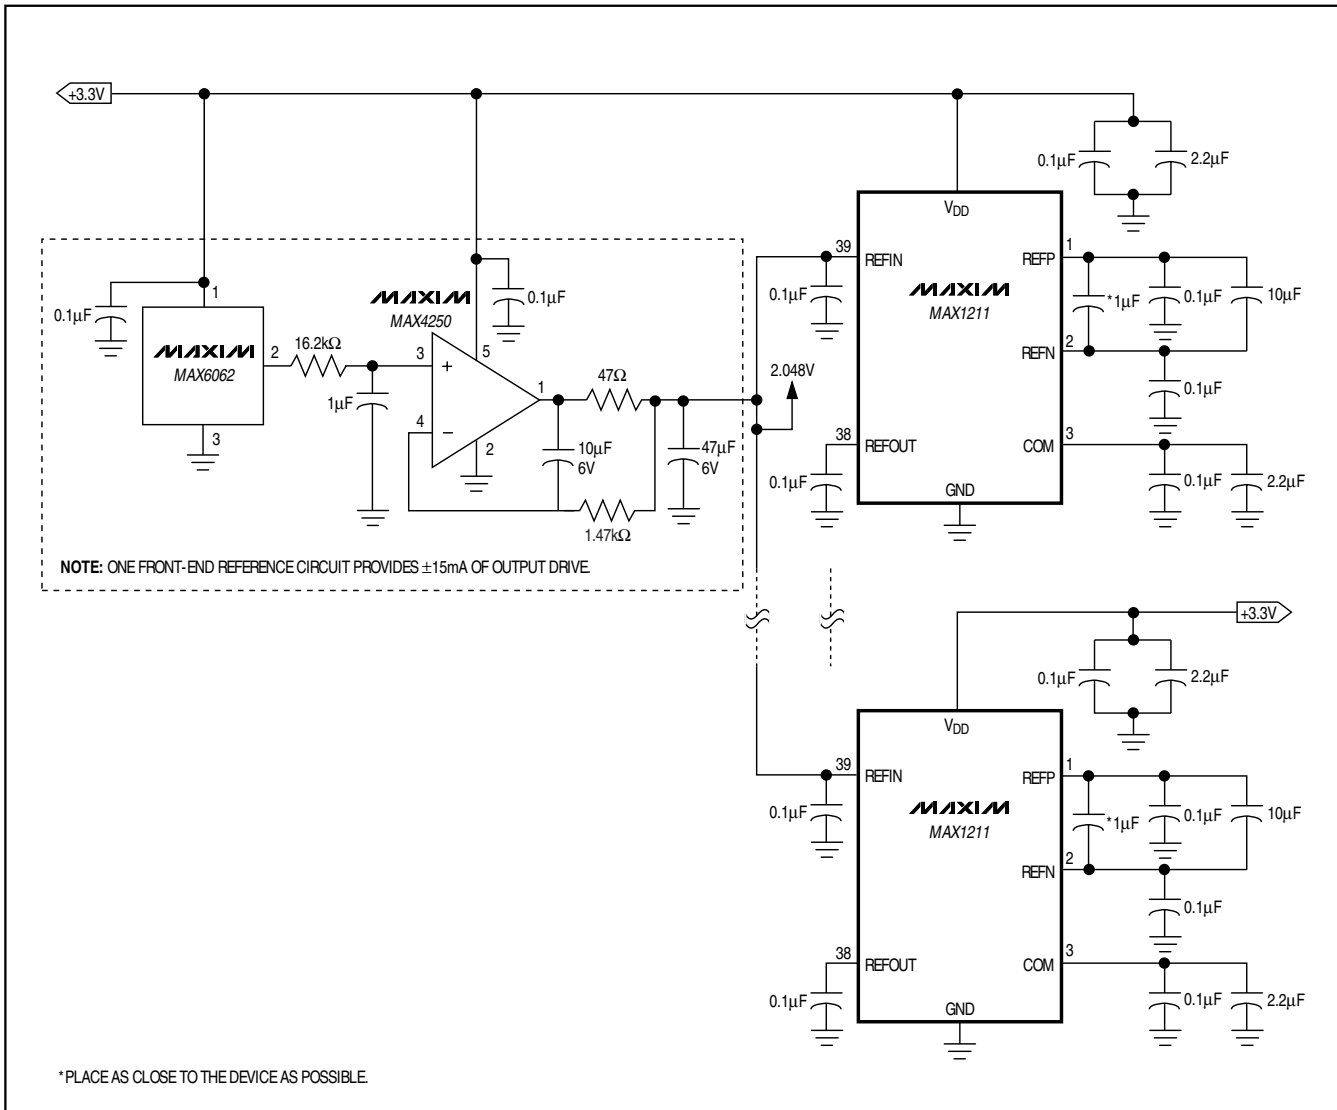 +3.3V
0.1µF
2.2µF
VDD
39
REFIN
REFP
1
0.1µF
MAXIM
MAX1211
*1µF
0.1µF
10µF
REFN
2
0.1µF
38
REFOUT
COM
3
0.1µF
0.1µF
2.2µF
GND
2.048V
0.1µF
1
MAXIM
MAX6062
2
3
16.2kΩ
1µF
MAXIM
MAX4250
0.1µF
3
+
5
4
−
2
1
47Ω
10µF
6V
47µF
6V
1.47kΩ
NOTE: ONE FRONT-END REFERENCE CIRCUIT PROVIDES ±15mA OF OUTPUT DRIVE.
+3.3V
0.1µF
2.2µF
VDD
39
REFIN
REFP
1
0.1µF
MAXIM
MAX1211
*1µF
0.1µF
10µF
REFN
2
0.1µF
38
REFOUT
COM
3
0.1µF
0.1µF
2.2µF
GND
*PLACE AS CLOSE TO THE DEVICE AS POSSIBLE.